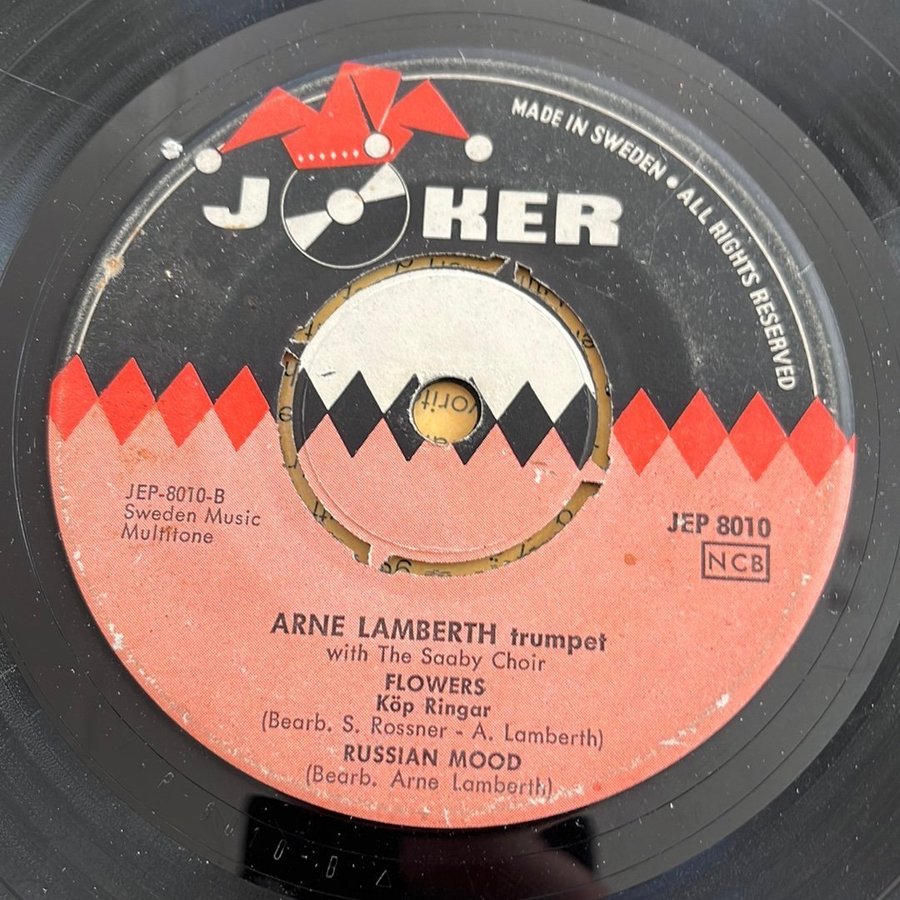 JOKER
MADE IN SWEDEN • ALL RIGHTS RESERVED
JEP-8010-B
Sweden Music
Multitone
JEP 8010
NCB
ARNE LAMBERTH trumpet
with The Saaby Choir
FLOWERS
Köp Ringar
(Bearb. S. Rossner - A. Lamberth)
RUSSIAN MOOD
(Bearb. Arne Lamberth)